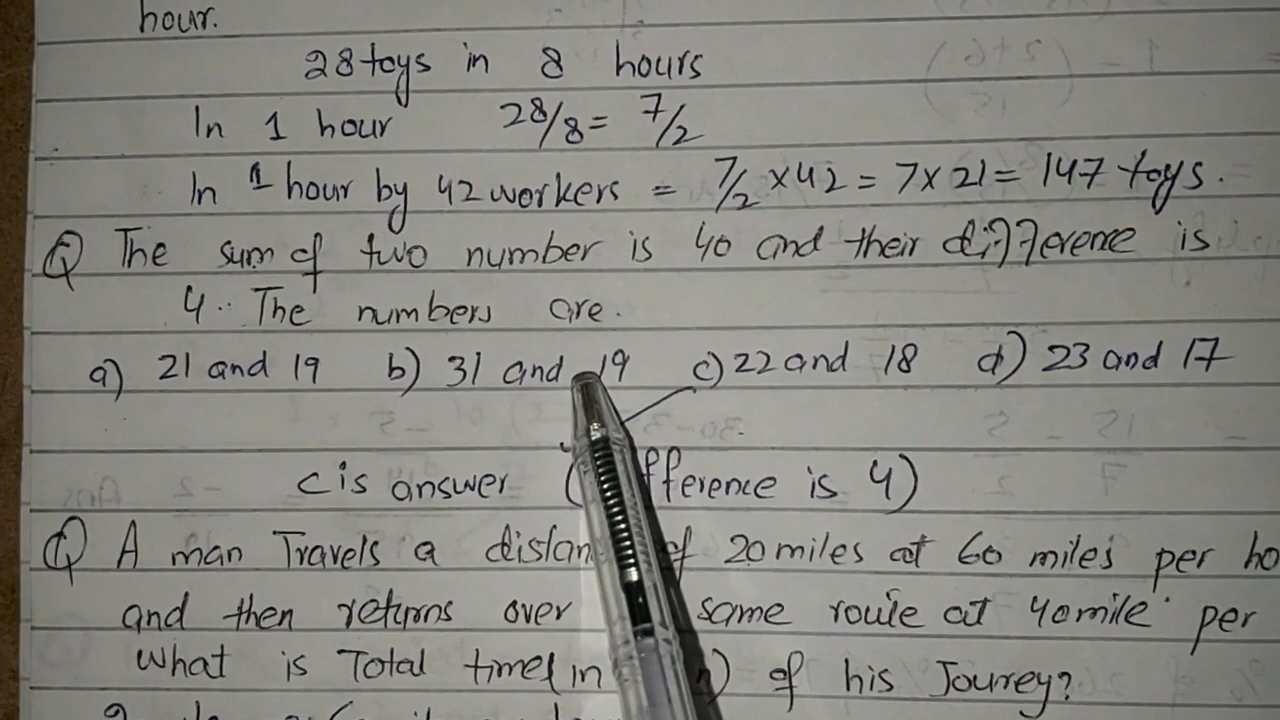 hour.
28 toys in 8 hours
In 1 hour 28/8 = 7/2
In 1 hour by 42 workers = 7/2 × 42 = 7 × 21 = 147 toys.
Q The sum of two number is 40 and their difference is
4. The numbers are.
a) 21 and 19 b) 31 and 19 c) 22 and 18 d) 23 and 17
c is answer ( fference is 4)
Q A man Travels a distan of 20 miles at 60 miles per ho
and then returns over same route at 40 mile per
What is Total time (in n) of his Jourey?